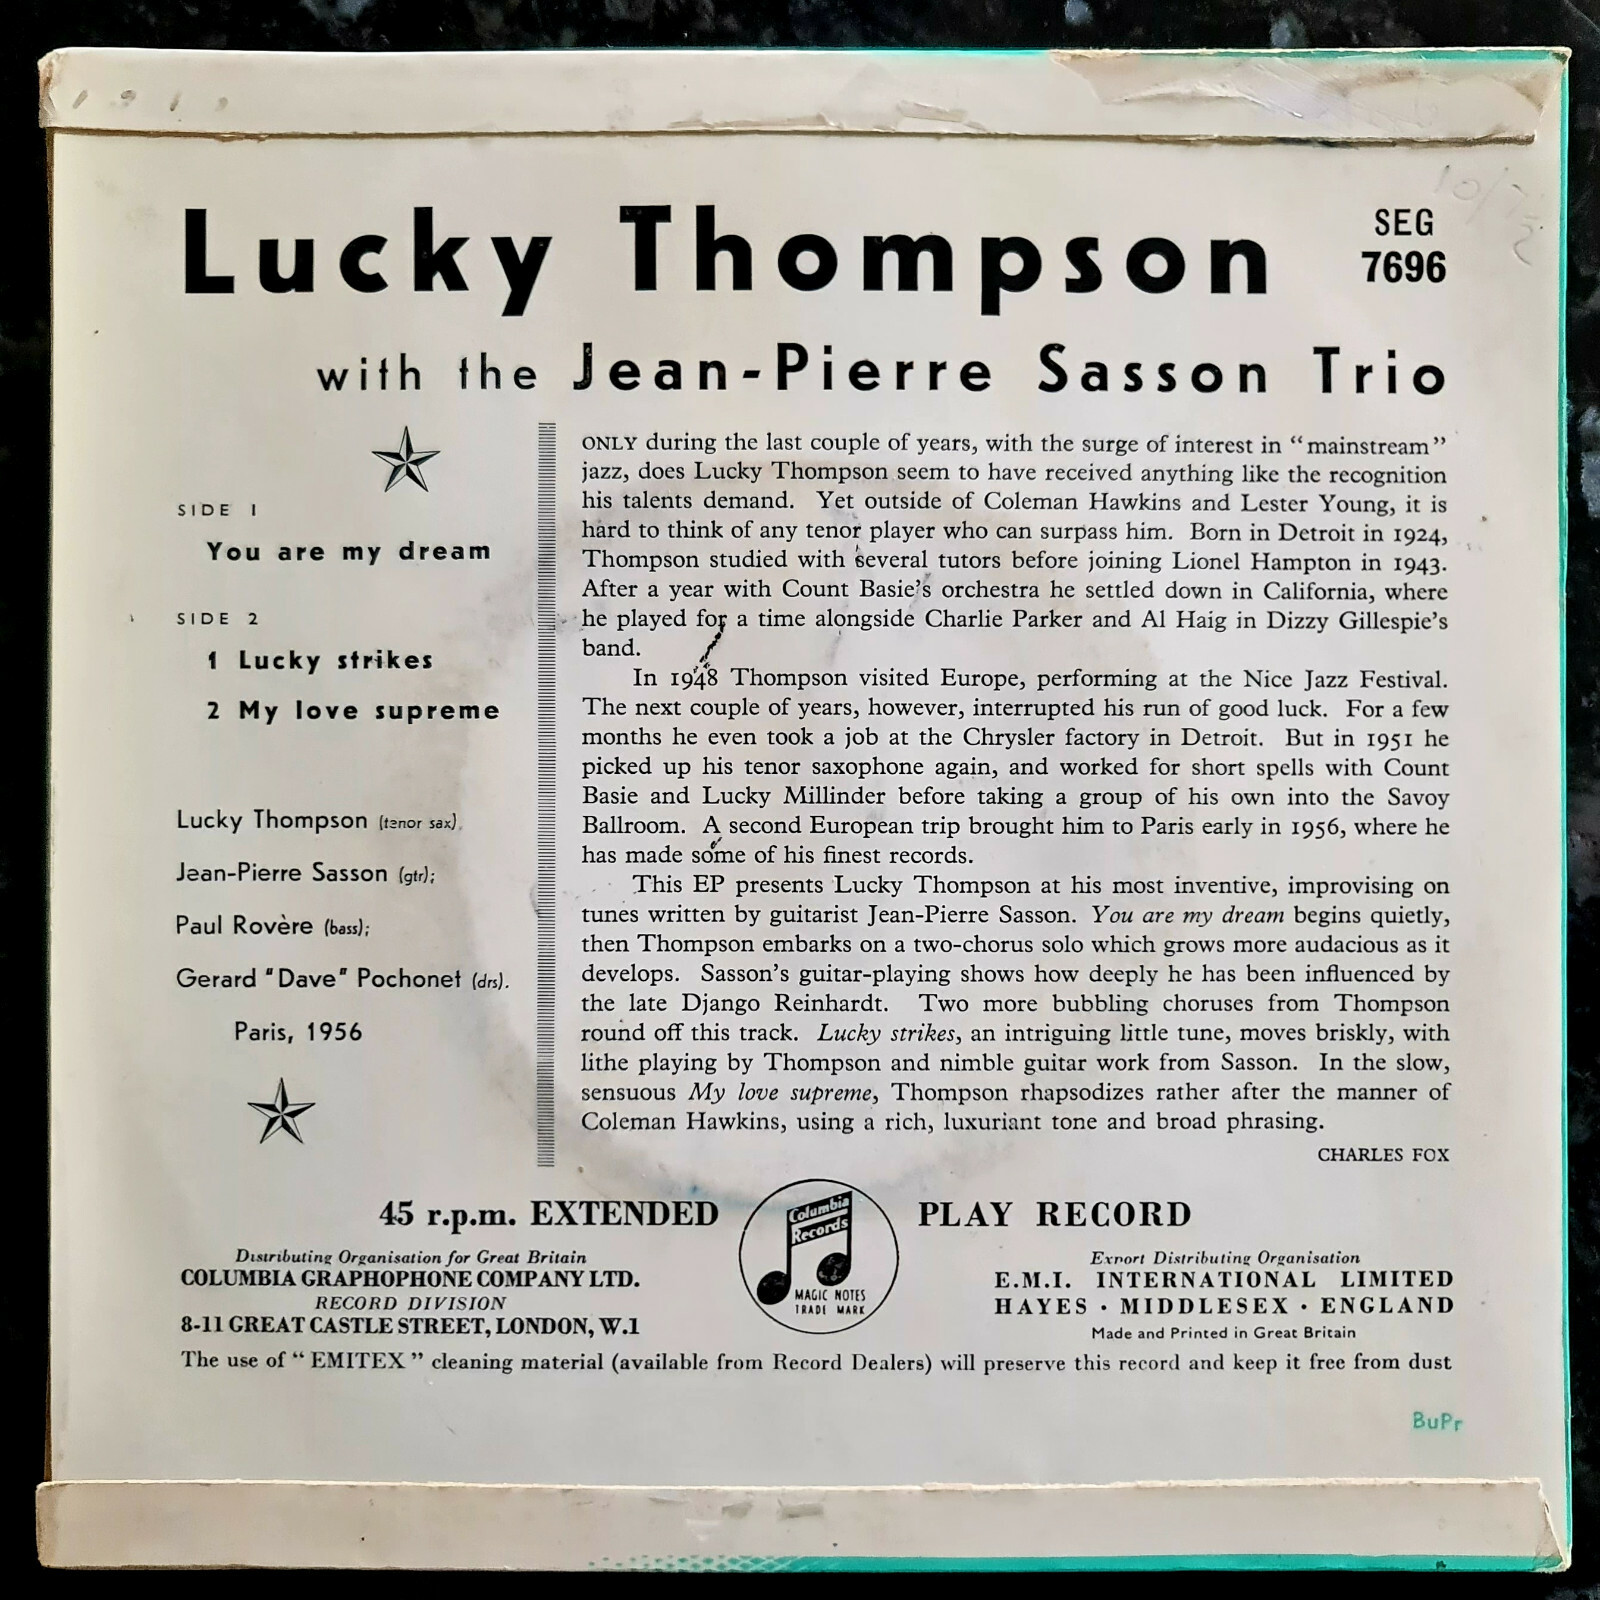 Lucky Thompson
SEG
7696
with the Jean-Pierre Sasson Trio
SIDE 1
You are my dream
SIDE 2
1 Lucky strikes
2 My love supreme
Lucky Thompson (tenor sax),
Jean-Pierre Sasson (gtr);
Paul Rovère (bass);
Gerard "Dave" Pochonet (drs).
Paris, 1956
ONLY during the last couple of years, with the surge of interest in “mainstream”
jazz, does Lucky Thompson seem to have received anything like the recognition
his talents demand. Yet outside of Coleman Hawkins and Lester Young, it is
hard to think of any tenor player who can surpass him. Born in Detroit in 1924,
Thompson studied with several tutors before joining Lionel Hampton in 1943.
After a year with Count Basie's orchestra he settled down in California, where
he played for a time alongside Charlie Parker and Al Haig in Dizzy Gillespie's
band.
In 1948 Thompson visited Europe, performing at the Nice Jazz Festival.
The next couple of years, however, interrupted his run of good luck. For a few
months he even took a job at the Chrysler factory in Detroit. But in 1951 he
picked up his tenor saxophone again, and worked for short spells with Count
Basie and Lucky Millinder before taking a group of his own into the Savoy
Ballroom. A second European trip brought him to Paris early in 1956, where he
has made some of his finest records.
This EP presents Lucky Thompson at his most inventive, improvising on
tunes written by guitarist Jean-Pierre Sasson. You are my dream begins quietly,
then Thompson embarks on a two-chorus solo which grows more audacious as it
develops. Sasson's guitar-playing shows how deeply he has been influenced by
the late Django Reinhardt. Two more bubbling choruses from Thompson
round off this track. Lucky strikes, an intriguing little tune, moves briskly, with
lithe playing by Thompson and nimble guitar work from Sasson. In the slow,
sensuous My love supreme, Thompson rhapsodizes rather after the manner of
Coleman Hawkins, using a rich, luxuriant tone and broad phrasing.
CHARLES FOX
45 r.p.m. EXTENDED PLAY RECORD
Columbia
Records
MAGIC NOTES
TRADE MARK
Distributing Organisation for Great Britain
COLUMBIA GRAPHOPHONE COMPANY LTD.
RECORD DIVISION
8-11 GREAT CASTLE STREET, LONDON, W.1
Export Distributing Organisation
E.M.I. INTERNATIONAL LIMITED
HAYES · MIDDLESEX · ENGLAND
Made and Printed in Great Britain
The use of “EMITEX” cleaning material (available from Record Dealers) will preserve this record and keep it free from dust
BuPr